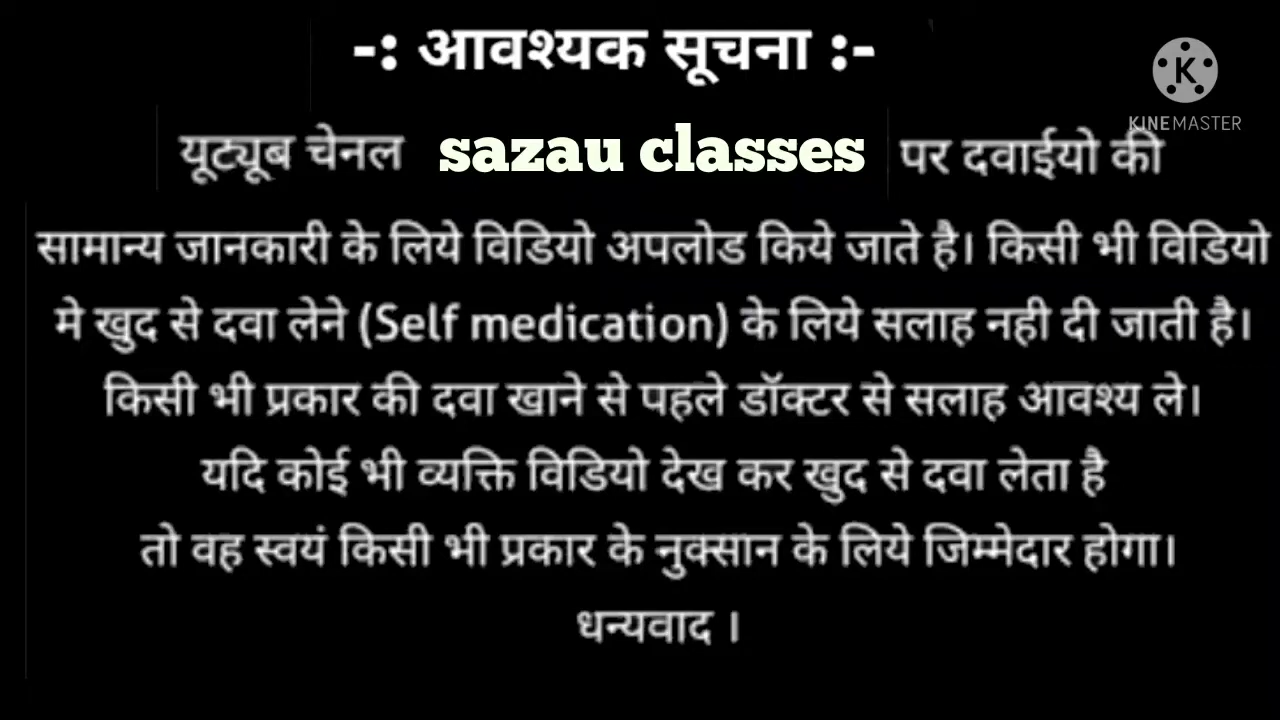 -: आवश्यक सूचना :-
KINEMASTER
यूट्यूब चेनल sazau classes पर दवाईयो की
सामान्य जानकारी के लिये विडियो अपलोड किये जाते है। किसी भी विडियो
मे खुद से दवा लेने (Self medication) के लिये सलाह नही दी जाती है।
किसी भी प्रकार की दवा खाने से पहले डॉक्टर से सलाह आवश्य ले।
यदि कोई भी व्यक्ति विडियो देख कर खुद से दवा लेता है
तो वह स्वयं किसी भी प्रकार के नुक्सान के लिये जिम्मेदार होगा।
धन्यवाद ।